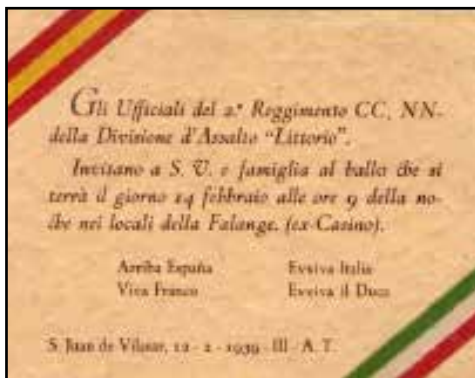 Gli Ufficiali del 2.º Reggimento CC. NN.
della Divisione d'Assalto "Littorio".
Invitano a S. V. e famiglia al ballo che si
terrà il giorno 14 febbraio alle ore 9 della no-
che nei locali della Falange. (ex-Casino).
Arriba España Evviva Italia
Viva Franco Evviva il Duce
S. Juan de Vilasar, 12 - 2 - 1939 - III - A. T.